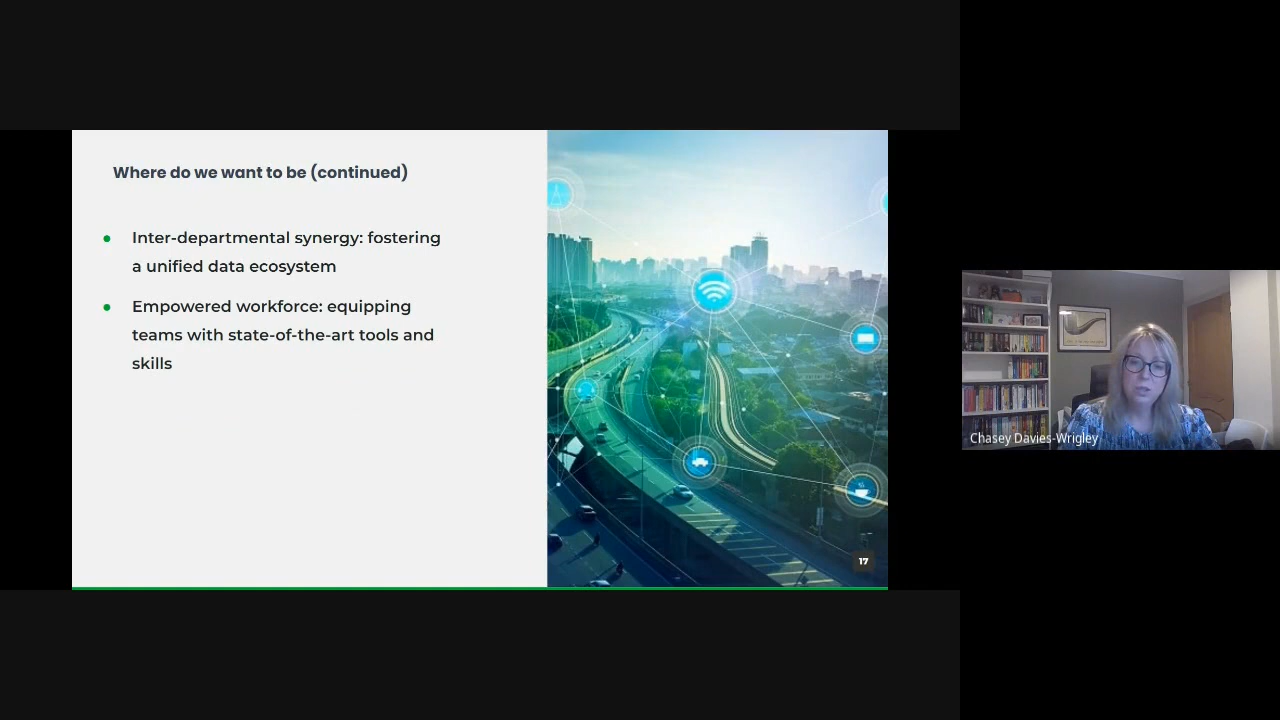 Where do we want to be (continued)
Inter-departmental synergy: fostering
a unified data ecosystem
Empowered workforce: equipping
teams with state-of-the-art tools and
skills
17
Chasey Davies-Wrigley